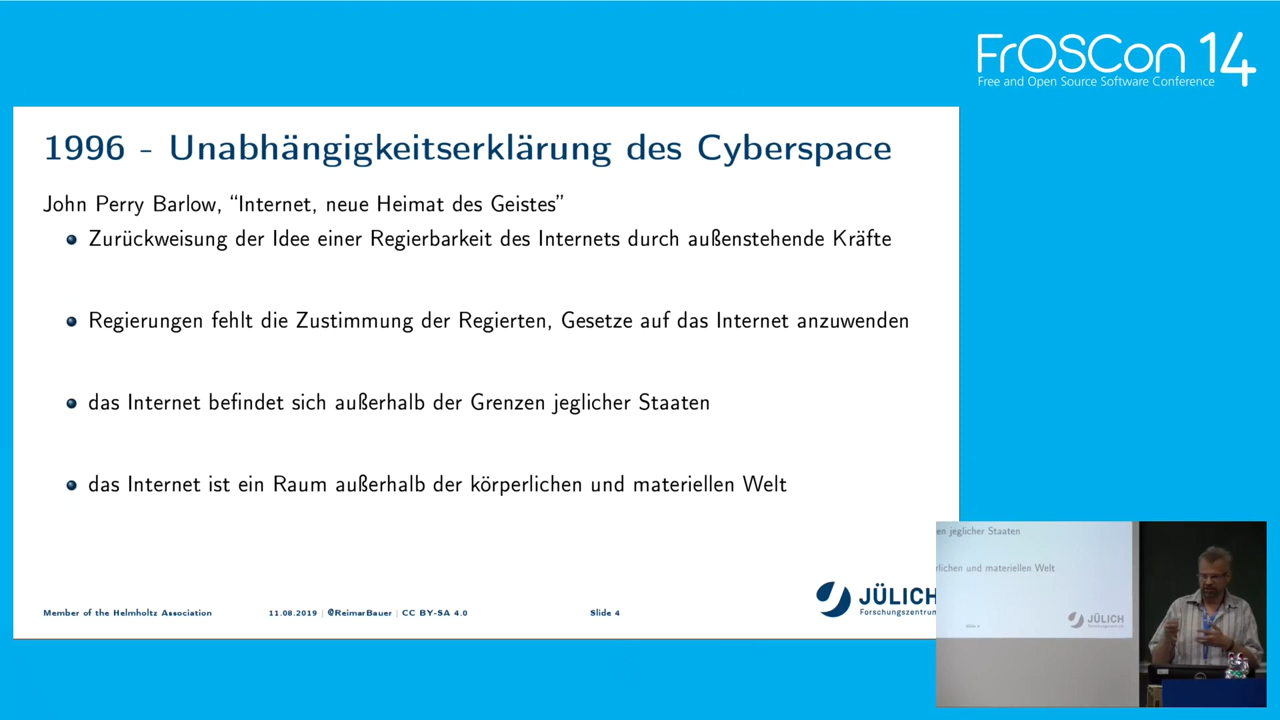 FrOSCon 14
Free and Open Source Software Conference
1996 - Unabhängigkeitserklärung des Cyberspace
John Perry Barlow, “Internet, neue Heimat des Geistes”
Zurückweisung der Idee einer Regierbarkeit des Internets durch außenstehende Kräfte
Regierungen fehlt die Zustimmung der Regierten, Gesetze auf das Internet anzuwenden
das Internet befindet sich außerhalb der Grenzen jeglicher Staaten
das Internet ist ein Raum außerhalb der körperlichen und materiellen Welt
Member of the Helmholtz Association 11.08.2019 | @ReimarBauer | CC BY-SA 4.0 Slide 4
JÜLICH
Forschungszentrum
en jeglicher Staaten
rlichen und materiellen Welt
JÜLICH
Forschungszentrum
Slide 4